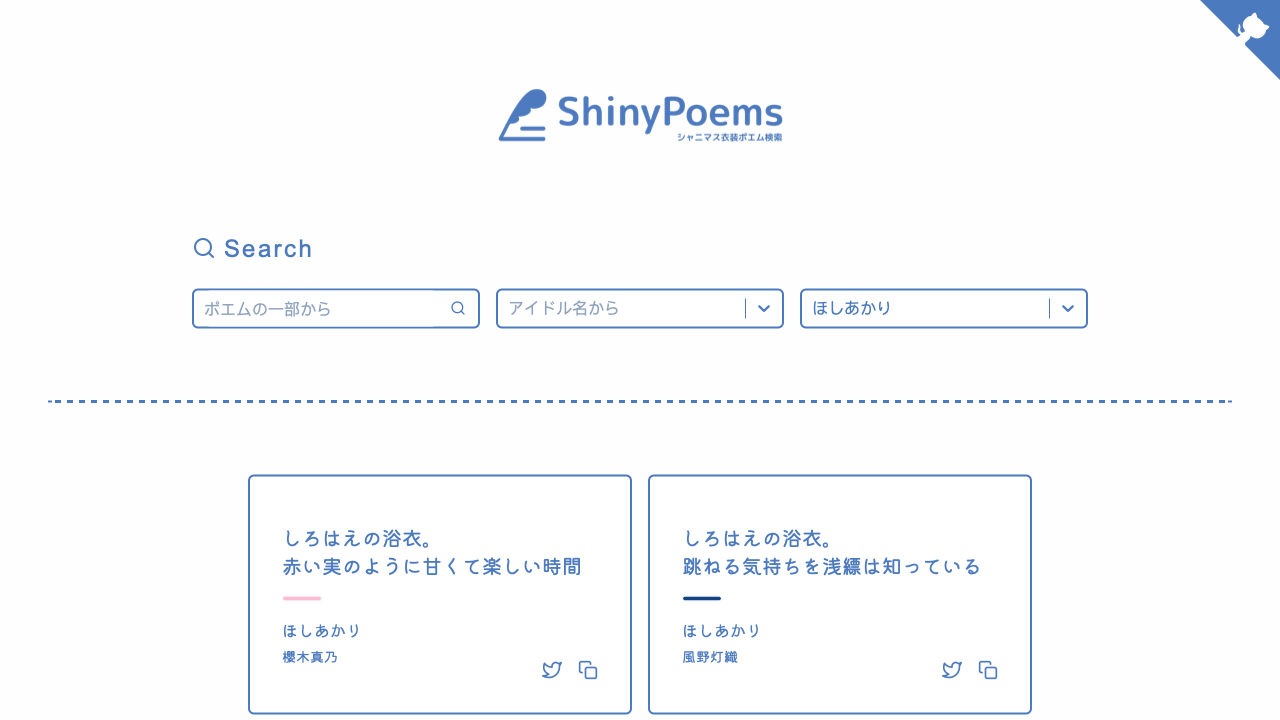 ShinyPoems
シャニマス衣装ポエム検索
Search
ポエムの一部から
アイドル名から
ほしあかり
しろはえの浴衣。
赤い実のように甘くて楽しい時間
ほしあかり
櫻木真乃
しろはえの浴衣。
跳ねる気持ちを浅縹は知っている
ほしあかり
風野灯織